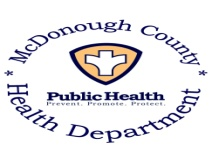 * McDonough County *
Public Health
Prevent. Promote. Protect.
Health Department